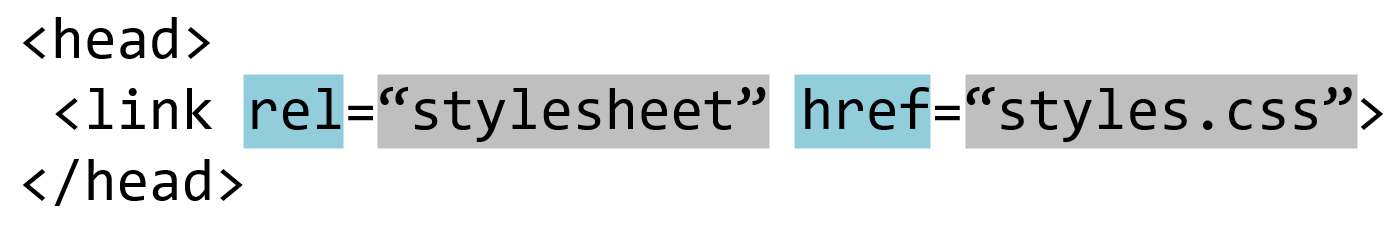 <head>
 <link rel=“stylesheet” href=“styles.css”>
</head>